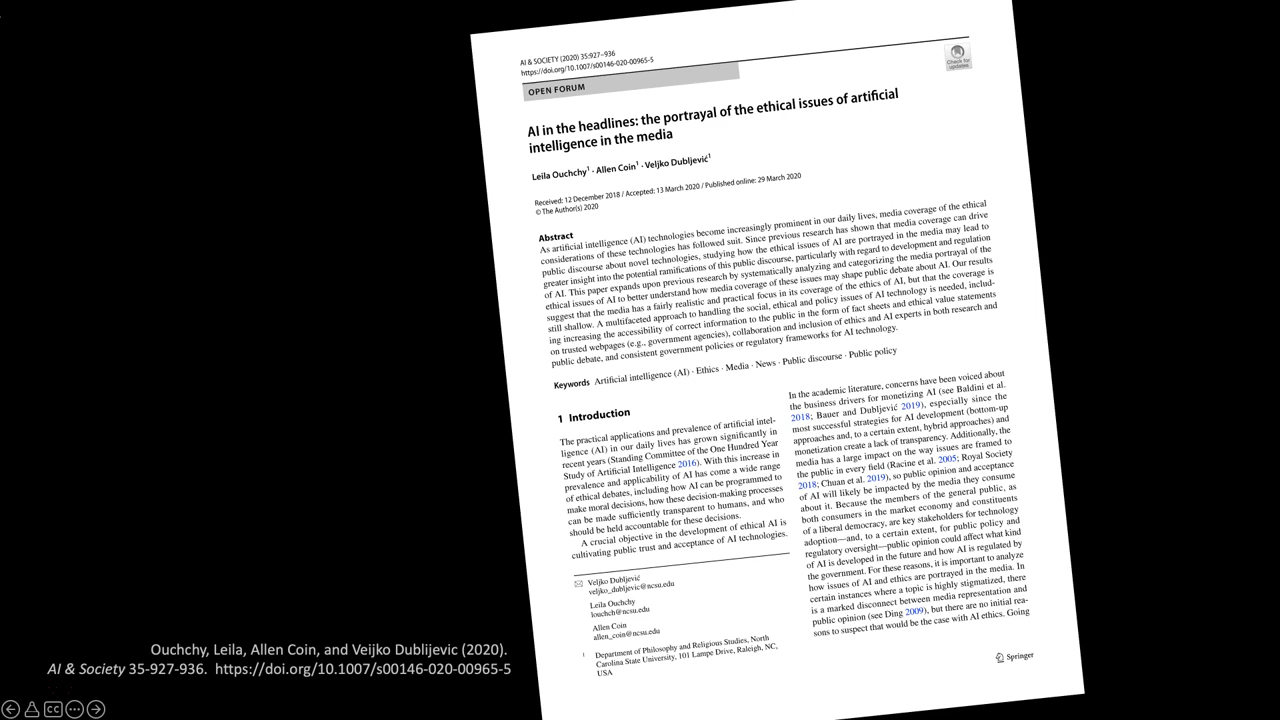 AI & SOCIETY (2020) 35:927–936
https://doi.org/10.1007/s00146-020-00965-5
OPEN FORUM
Check for
updates
AI in the headlines: the portrayal of the ethical issues of artificial
intelligence in the media
Leila Ouchchy1 · Allen Coin1 · Veljko Dubljević1
Received: 12 December 2018 / Accepted: 13 March 2020 / Published online: 29 March 2020
© The Author(s) 2020
Abstract
As artificial intelligence (AI) technologies become increasingly prominent in our daily lives, media coverage of the ethical
considerations of these technologies has followed suit. Since previous research has shown that media coverage can drive
public discourse about novel technologies, studying how the ethical issues of AI are portrayed in the media may lead to
greater insight into the potential ramifications of this public discourse, particularly with regard to development and regulation
of AI. This paper expands upon previous research by systematically analyzing and categorizing the media portrayal of the
ethical issues of AI to better understand how media coverage of these issues may shape public debate about AI. Our results
suggest that the media has a fairly realistic and practical focus in its coverage of the ethics of AI, but that the coverage is
still shallow. A multifaceted approach to handling the social, ethical and policy issues of AI technology is needed, includ-
ing increasing the accessibility of correct information to the public in the form of fact sheets and ethical value statements
on trusted webpages (e.g., government agencies), collaboration and inclusion of ethics and AI experts in both research and
public debate, and consistent government policies or regulatory frameworks for AI technology.
Keywords Artificial intelligence (AI) · Ethics · Media · News · Public discourse · Public policy
1 Introduction
The practical applications and prevalence of artificial intel-
ligence (AI) in our daily lives has grown significantly in
recent years (Standing Committee of the One Hundred Year
Study of Artificial Intelligence 2016). With this increase in
prevalence and applicability of AI has come a wide range
of ethical debates, including how AI can be programmed to
make moral decisions, how these decision-making processes
can be made sufficiently transparent to humans, and who
should be held accountable for these decisions.
A crucial objective in the development of ethical AI is
cultivating public trust and acceptance of AI technologies.
Veljko Dubljević
veljko_dubljevic@ncsu.edu
Leila Ouchchy
louchch@ncsu.edu
Allen Coin
allen_coin@ncsu.edu
1 Department of Philosophy and Religious Studies, North
Carolina State University, 101 Lampe Drive, Raleigh, NC,
USA
In the academic literature, concerns have been voiced about
the business drivers for monetizing AI (see Baldini et al.
2018; Bauer and Dubljević 2019), especially since the
most successful strategies for AI development (bottom-up
approaches and, to a certain extent, hybrid approaches) and
monetization create a lack of transparency. Additionally, the
media has a large impact on the way issues are framed to
the public in every field (Racine et al. 2005; Royal Society
2018; Chuan et al. 2019), so public opinion and acceptance
of AI will likely be impacted by the media they consume
about it. Because the members of the general public, as
both consumers in the market economy and constituents
of a liberal democracy, are key stakeholders for technology
adoption—and, to a certain extent, for public policy and
regulatory oversight—public opinion could affect what kind
of AI is developed in the future and how AI is regulated by
the government. For these reasons, it is important to analyze
how issues of AI and ethics are portrayed in the media. In
certain instances where a topic is highly stigmatized, there
is a marked disconnect between media representation and
public opinion (see Ding 2009), but there are no initial rea-
sons to suspect that would be the case with AI ethics. Going
Springer
Ouchchy, Leila, Allen Coin, and Veijko Dubljevic (2020).
AI & Society 35-927-936. https://doi.org/10.1007/s00146-020-00965-5
CC